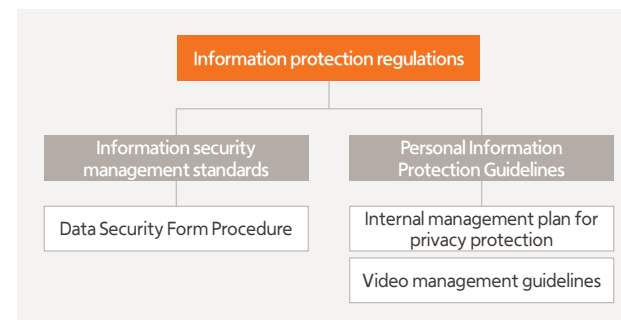 Information protection regulations
Information security
management standards
Personal Information
Protection Guidelines
Data Security Form Procedure
Internal management plan for
privacy protection
Video management guidelines